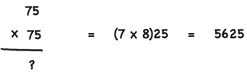 75
x 75 = (7 x 8)25 = 5625
?